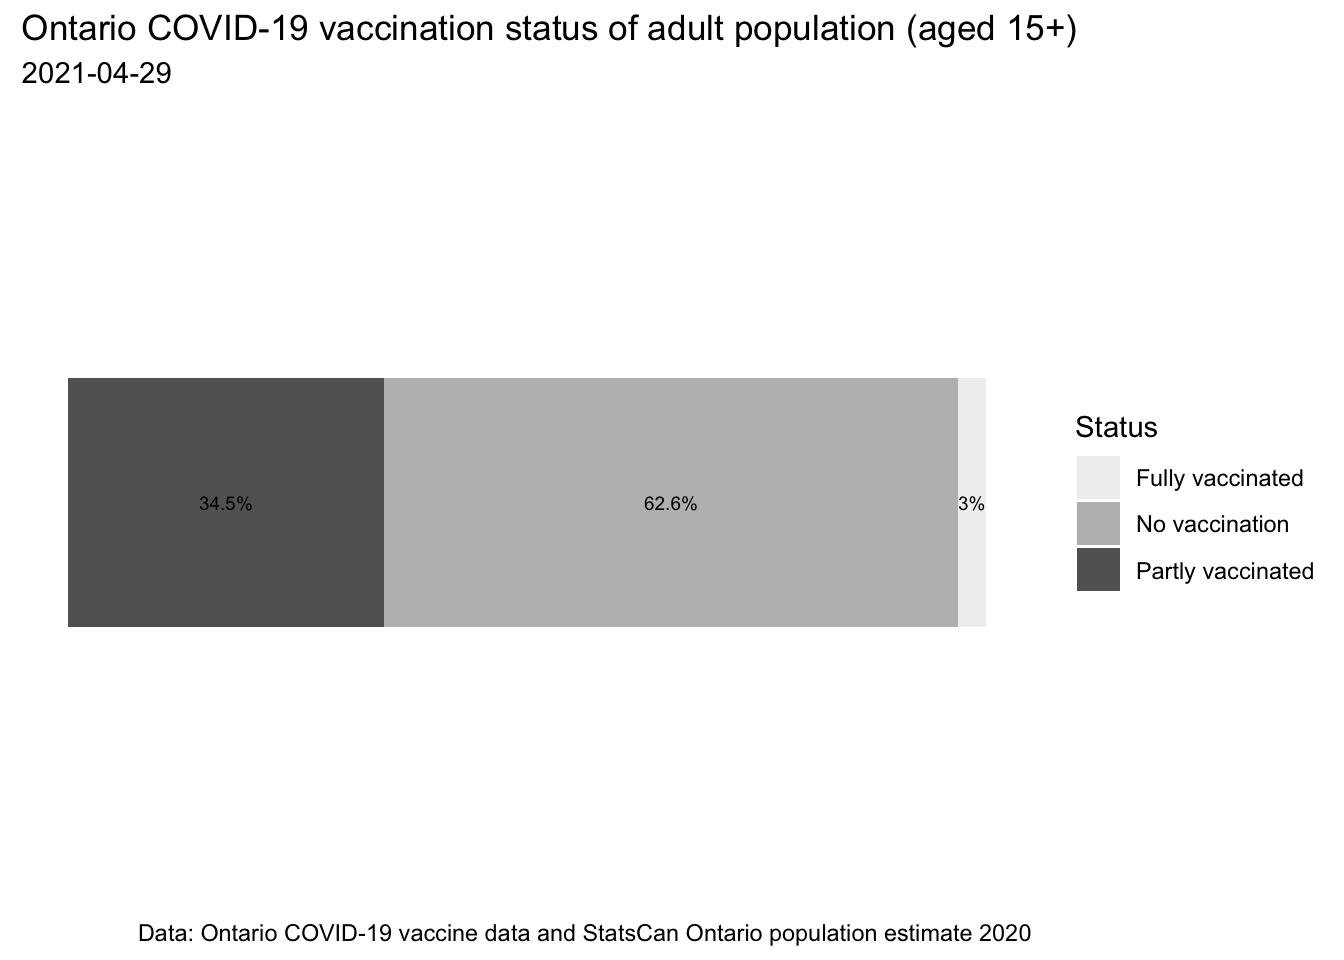 Ontario COVID-19 vaccination status of adult population (aged 15+)
2021-04-29
34.5%
62.6%
3%
Status
Fully vaccinated
No vaccination
Partly vaccinated
Data: Ontario COVID-19 vaccine data and StatsCan Ontario population estimate 2020